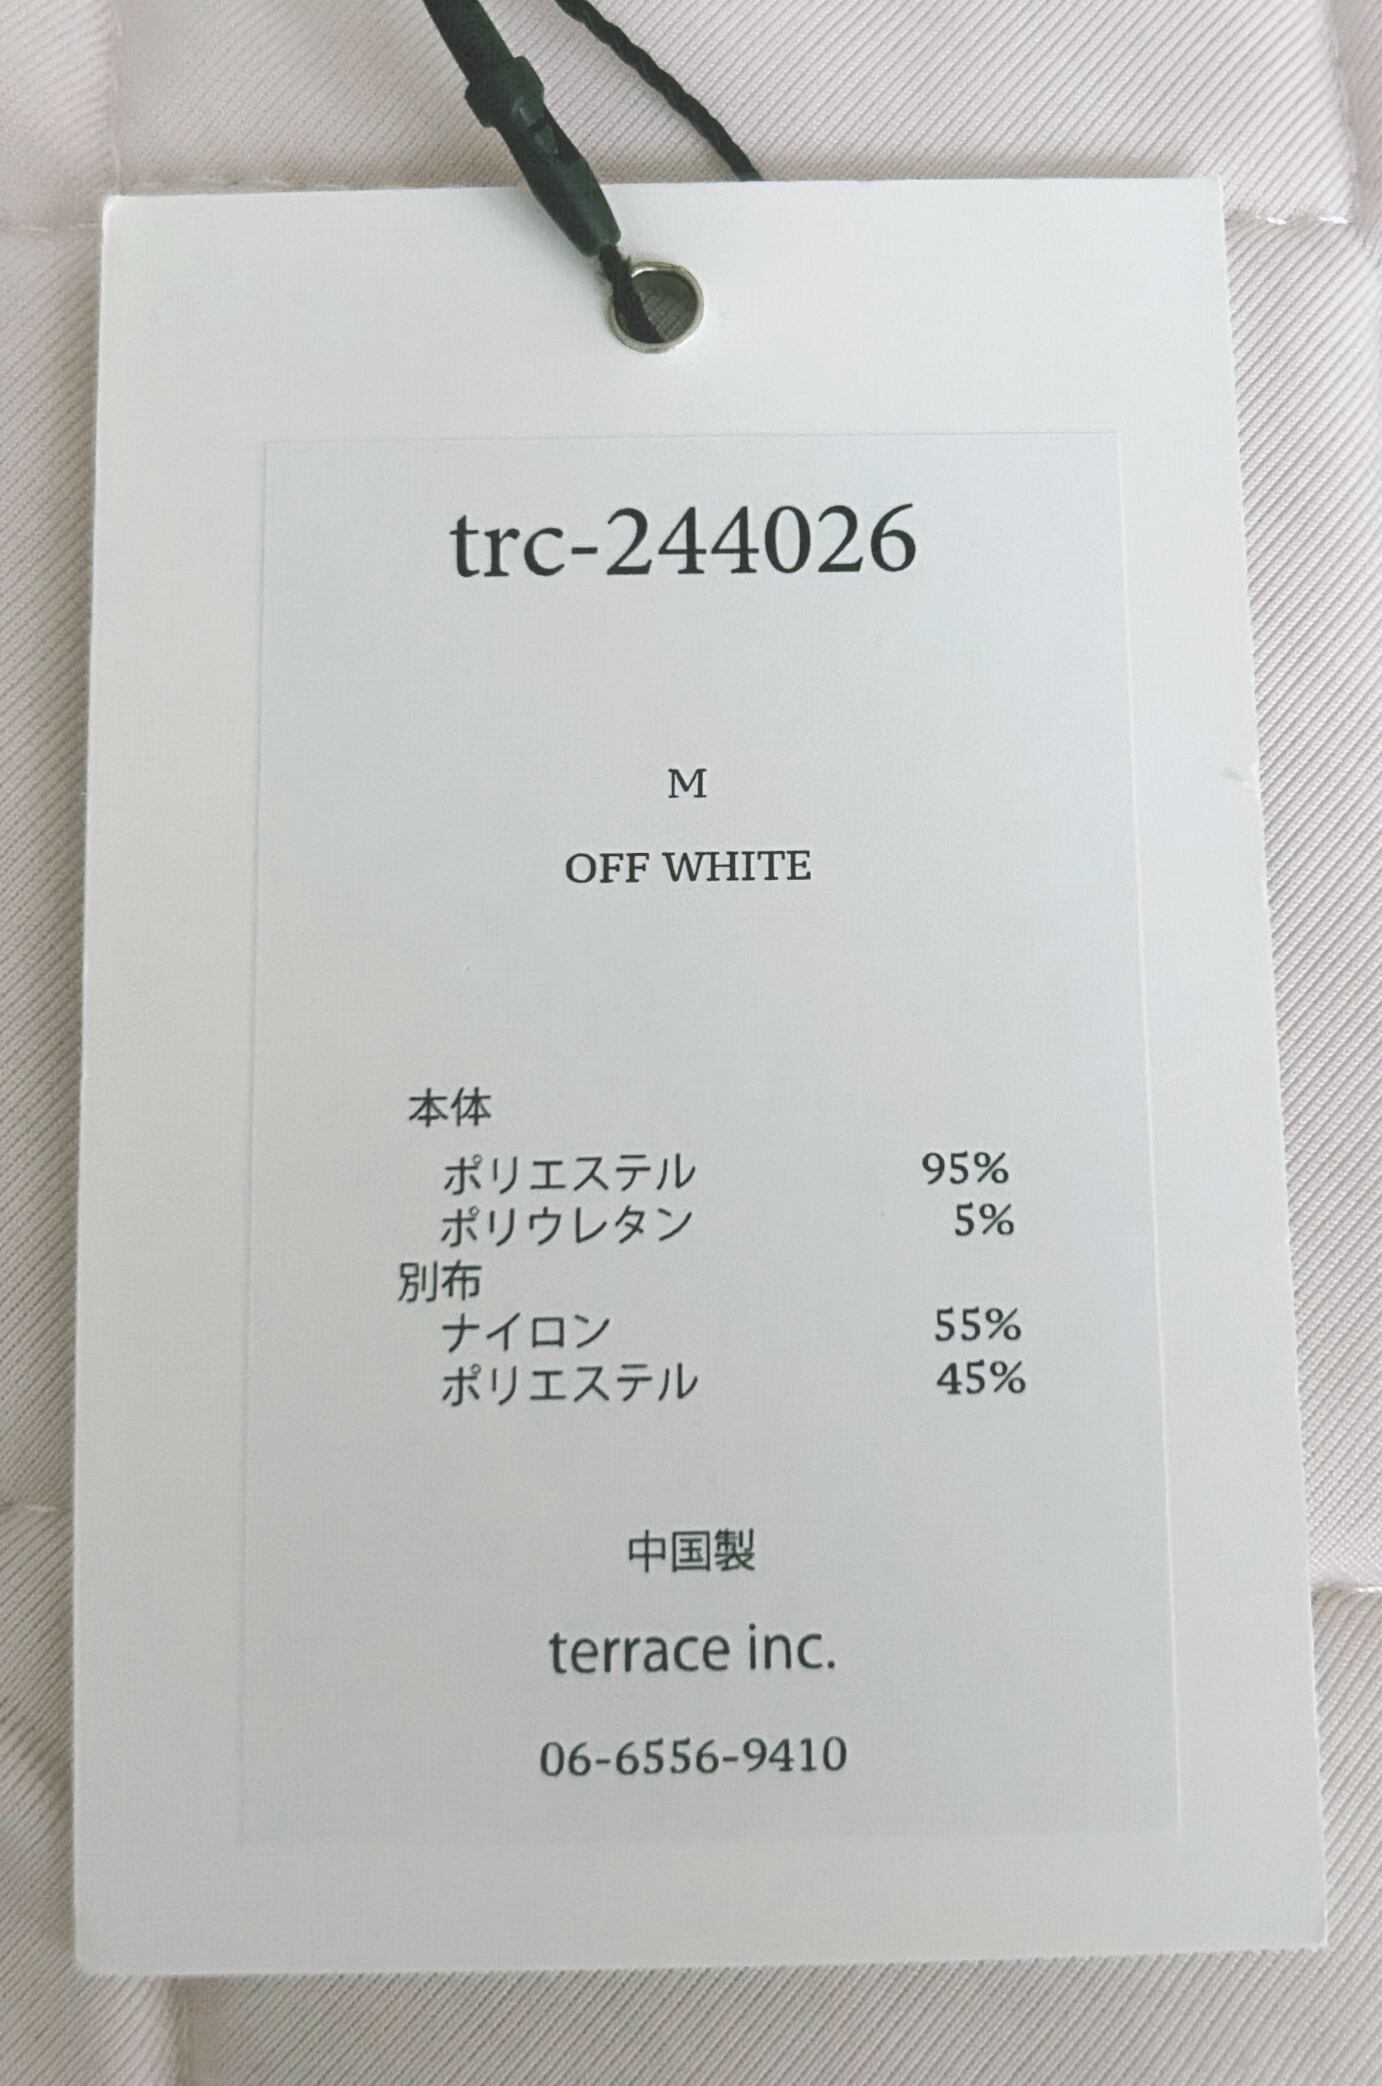 trc-244026
M
OFF WHITE
本体
ポリエステル 95%
ポリウレタン 5%
別布
ナイロン 55%
ポリエステル 45%
中国製
terrace inc.
06-6556-9410